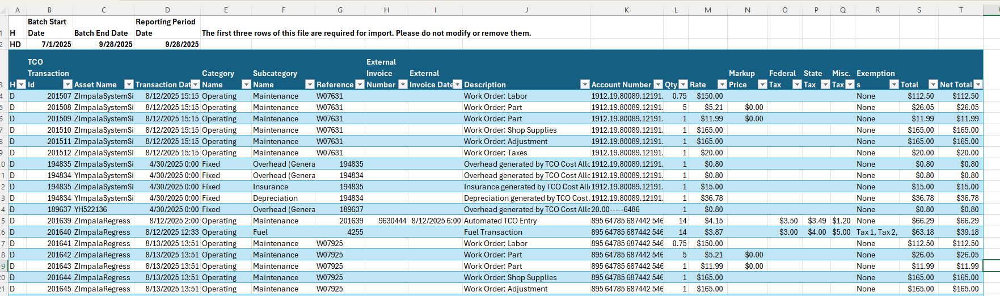 A B C D E F G H I J K L M N O P Q R S T
Batch Start Reporting Period
H Date Batch End Date Date The first three rows of this file are required for import. Please do not modify or remove them.
2 HD 7/1/2025 9/28/2025 9/28/2025
TCO External
Transaction Category Subcategory Invoice External Markup Federal State Misc. Exemption
3 H Id Asset Name Transaction Dat Name Name Reference Number Invoice Date Description Account Number Qty Rate Price Tax Tax Tax s Total Net Total
4 D 201507 ZImpalaSystemSi 8/12/2025 15:15 Operating Maintenance W07631 Work Order: Labor 1912.19.80089.12191. 0.75 $150.00 None $112.50 $112.50
5 D 201508 ZImpalaSystemSi 8/12/2025 15:15 Operating Maintenance W07631 Work Order: Part 1912.19.80089.12191. 5 $5.21 $0.00 None $26.05 $26.05
6 D 201509 ZImpalaSystemSi 8/12/2025 15:15 Operating Maintenance W07631 Work Order: Part 1912.19.80089.12191. 1 $11.99 $0.00 None $11.99 $11.99
7 D 201510 ZImpalaSystemSi 8/12/2025 15:15 Operating Maintenance W07631 Work Order: Shop Supplies 1912.19.80089.12191. 1 $165.00 None $165.00 $165.00
8 D 201511 ZImpalaSystemSi 8/12/2025 15:15 Operating Maintenance W07631 Work Order: Adjustment 1912.19.80089.12191. 1 $165.00 None $165.00 $165.00
9 D 201512 ZImpalaSystemSi 8/12/2025 15:15 Operating Maintenance W07631 Work Order: Taxes 1912.19.80089.12191. 1 $20.00 None $20.00 $20.00
0 D 194835 ZImpalaSystemSi 4/30/2025 0:00 Fixed Overhead (Genera 194835 Overhead generated by TCO Cost Allo 1912.19.80089.12191. 1 $0.80 None $0.80 $0.80
1 D 194834 YImpalaSystemSi 4/30/2025 0:00 Fixed Overhead (Genera 194834 Overhead generated by TCO Cost Allo 1912.19.80089.12191. 1 $0.80 None $0.80 $0.80
2 D 194835 ZImpalaSystemSi 4/30/2025 0:00 Fixed Insurance 194835 Insurance generated by TCO Cost Allo 1912.19.80089.12191. 1 $15.00 None $15.00 $15.00
3 D 194834 YImpalaSystemSi 4/30/2025 0:00 Fixed Depreciation 194834 Depreciation generated by TCO Cost 1912.19.80089.12191. 1 $36.78 None $36.78 $36.78
4 D 189637 YH522136 4/30/2025 0:00 Fixed Overhead (Genera 189637 Overhead generated by TCO Cost Allo 20.00-----6486 1 $0.80 None $0.80 $0.80
5 D 201639 ZImpalaRegress 8/12/2025 2:00 Operating Maintenance 201639 9630444 8/12/2025 6:00 Automated TCO Entry 895 64785 687442 546 14 $4.15 $3.50 $3.49 $1.20 None $66.29 $66.29
6 D 201640 ZImpalaRegress 8/12/2025 12:33 Operating Fuel 4255 Fuel Transaction 895 64785 687442 546 14 $3.87 $3.00 $4.00 $5.00 Tax 1, Tax 2, $63.18 $39.18
7 D 201641 ZImpalaRegress 8/13/2025 13:51 Operating Maintenance W07925 Work Order: Labor 895 64785 687442 546 0.75 $150.00 None $112.50 $112.50
8 D 201642 ZImpalaRegress 8/13/2025 13:51 Operating Maintenance W07925 Work Order: Part 895 64785 687442 546 5 $5.21 $0.00 None $26.05 $26.05
9 D 201643 ZImpalaRegress 8/13/2025 13:51 Operating Maintenance W07925 Work Order: Part 895 64785 687442 546 1 $11.99 $0.00 None $11.99 $11.99
20 D 201644 ZImpalaRegress 8/13/2025 13:51 Operating Maintenance W07925 Work Order: Shop Supplies 895 64785 687442 546 1 $165.00 None $165.00 $165.00
21 D 201645 ZImpalaRegress 8/13/2025 13:51 Operating Maintenance W07925 Work Order: Adjustment 895 64785 687442 546 1 $165.00 None $165.00 $165.00